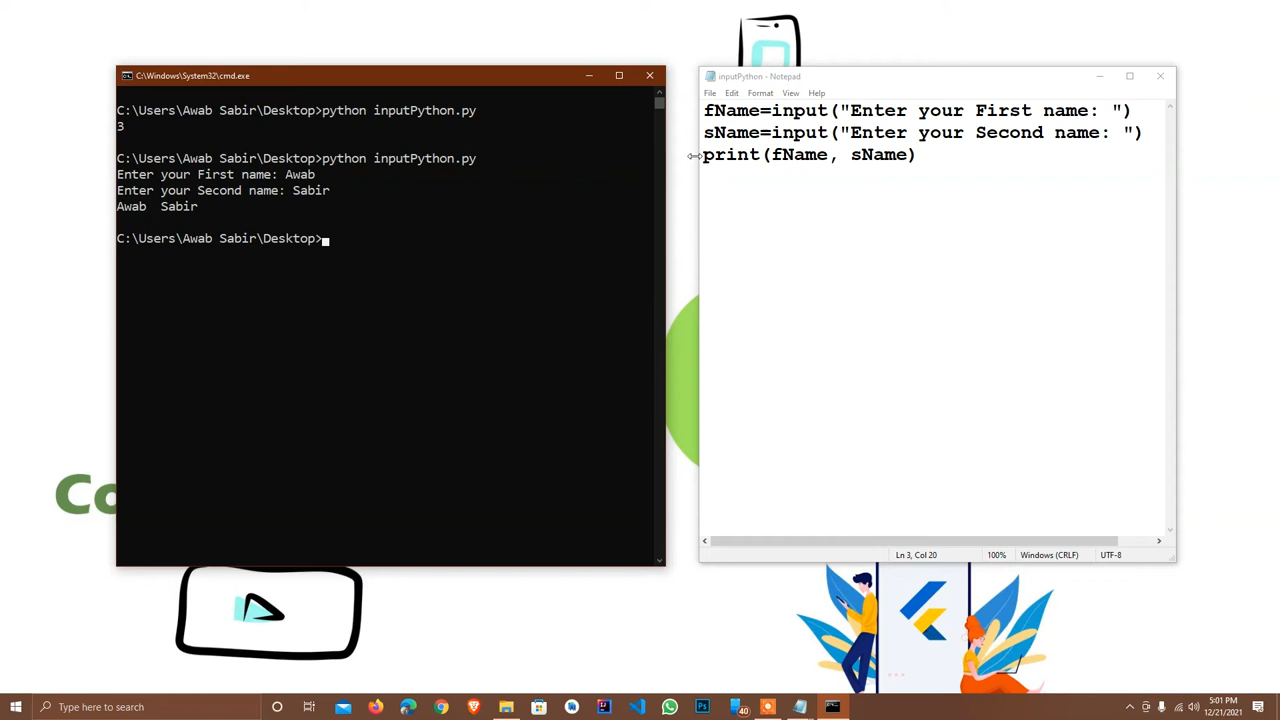 C:\Windows\System32\cmd.exe
C:\Users\Awab Sabir\Desktop>python inputPython.py
3
C:\Users\Awab Sabir\Desktop>python inputPython.py
Enter your First name: Awab
Enter your Second name: Sabir
Awab  Sabir
C:\Users\Awab Sabir\Desktop>
inputPython - Notepad
File Edit Format View Help
fName=input("Enter your First name: ")
sName=input("Enter your Second name: ")
print(fName, sName)
Ln 3, Col 20 100% Windows (CRLF) UTF-8
Co
Type here to search
40
5:01 PM
12/21/2021